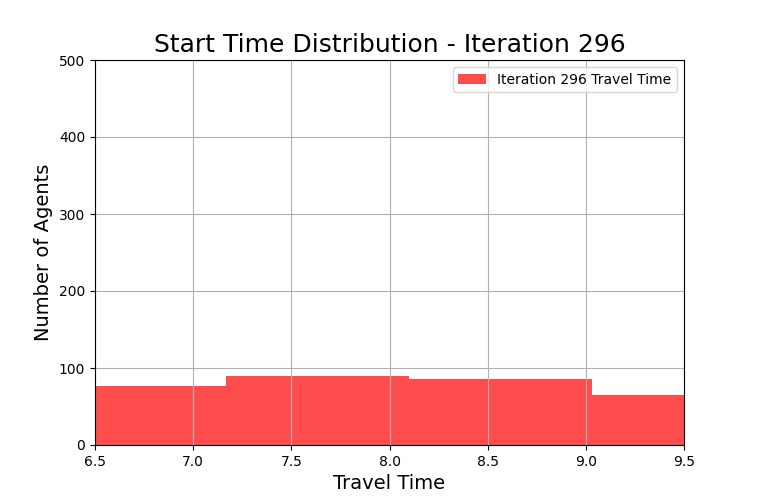 Start Time Distribution - Iteration 296
Iteration 296 Travel Time
Number of Agents
500
400
300
200
100
0
6.5 7.0 7.5 8.0 8.5 9.0 9.5
Travel Time